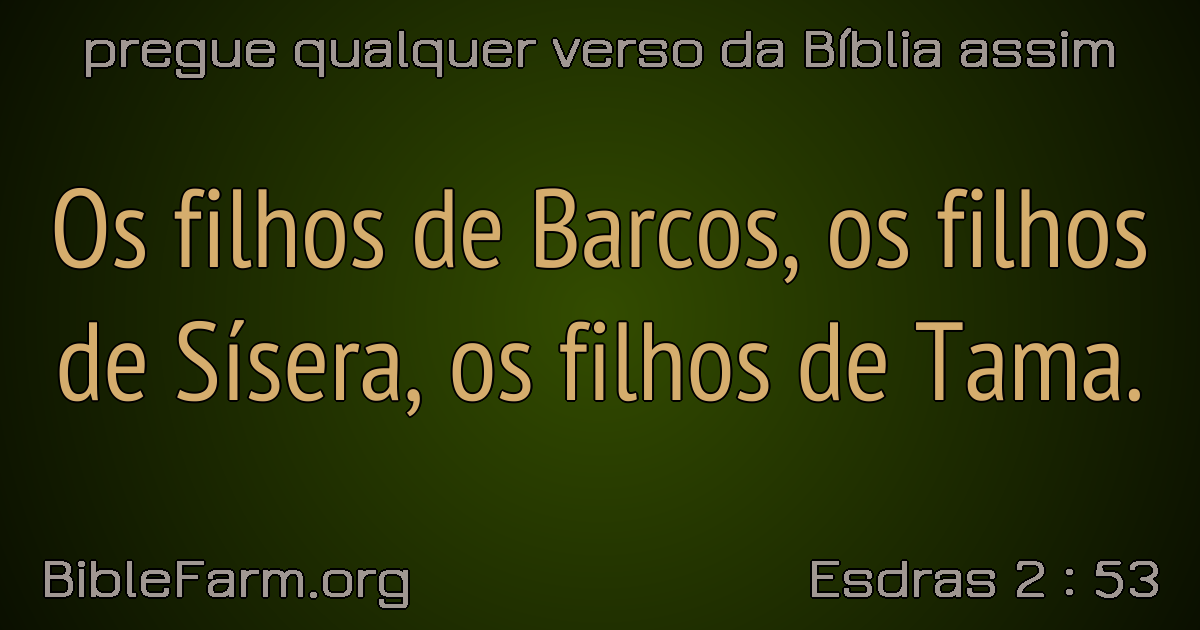 pregue qualquer verso da Bíblia assim
Os filhos de Barcos, os filhos
de Sísera, os filhos de Tama.
BibleFarm.org
Esdras 2 : 53